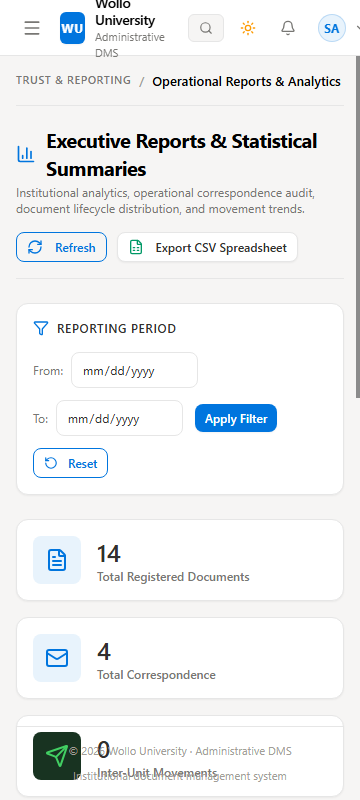 Wollo
University
Administrative
DMS
WU
SA
TRUST & REPORTING / Operational Reports & Analytics
Executive Reports & Statistical
Summaries
Institutional analytics, operational correspondence audit,
document lifecycle distribution, and movement trends.
Refresh
Export CSV Spreadsheet
REPORTING PERIOD
From: mm/dd/yyyy
To: mm/dd/yyyy
Apply Filter
Reset
14
Total Registered Documents
4
Total Correspondence
0
Inter-Unit Movements
© 2026 Wollo University · Administrative DMS
Institutional document management system